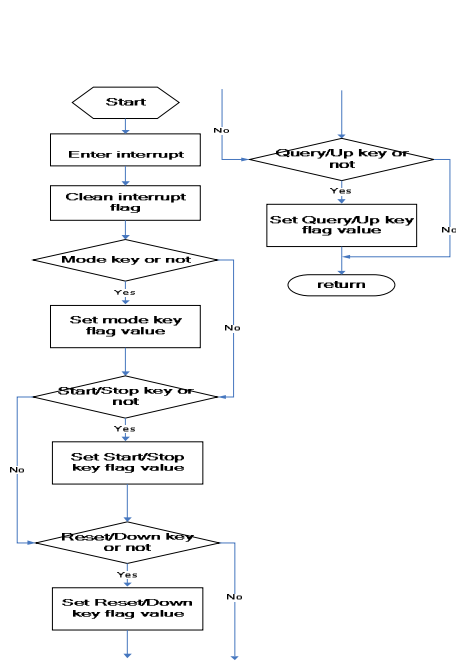 Start
Enter interrupt
Clean interrupt
flag
Mode key or not
Yes
No
Set mode key
flag value
Start/Stop key or
not
Yes
No
Set Start/Stop
key flag value
Reset/Down key
or not
Yes
No
Set Reset/Down
key flag value
No
Query/Up key or
not
Yes
No
Set Query/Up key
flag value
return